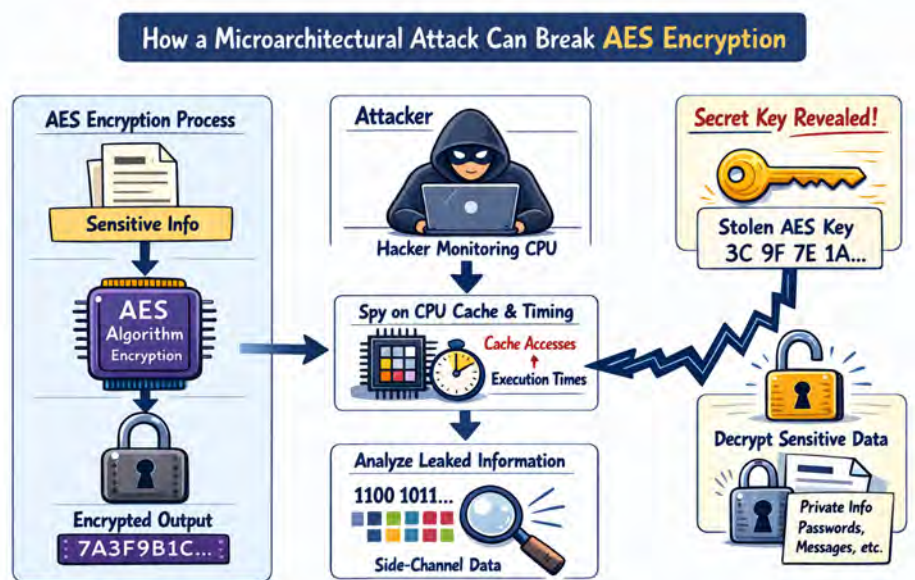 How a Microarchitectural Attack Can Break AES Encryption
AES Encryption Process
Sensitive Info
AES
Algorithm
Encryption
Encrypted Output
7A3F9B1C...
Attacker
Hacker Monitoring CPU
Spy on CPU Cache & Timing
Cache Accesses
Execution Times
Analyze Leaked Information
1100 1011...
Side-Channel Data
Secret Key Revealed!
Stolen AES Key
3C 9F 7E 1A...
Decrypt Sensitive Data
Private Info
Passwords,
Messages, etc.